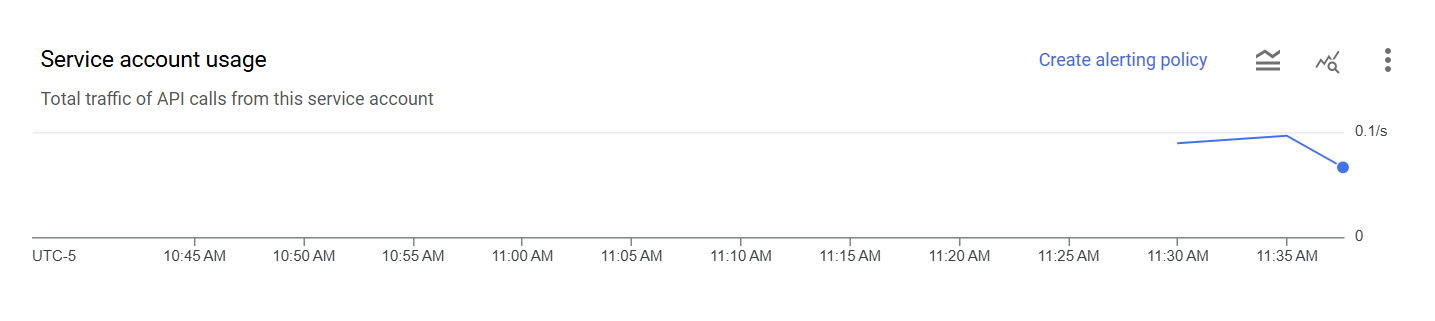 Service account usage
Create alerting policy
Total traffic of API calls from this service account
0.1/s
0
UTC-5 10:45 AM 10:50 AM 10:55 AM 11:00 AM 11:05 AM 11:10 AM 11:15 AM 11:20 AM 11:25 AM 11:30 AM 11:35 AM